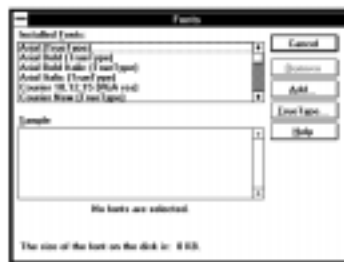 Fonts
Installed Fonts:
Arial (TrueType)
Arial Bold (TrueType)
Arial Bold Italic (TrueType)
Arial Italic (TrueType)
Courier 10,12,15 (VGA res)
Courier New (TrueType)
Cancel
Remove
Add...
TrueType...
Help
Sample
No fonts are selected.
The size of the font on the disk is: 0 KB.